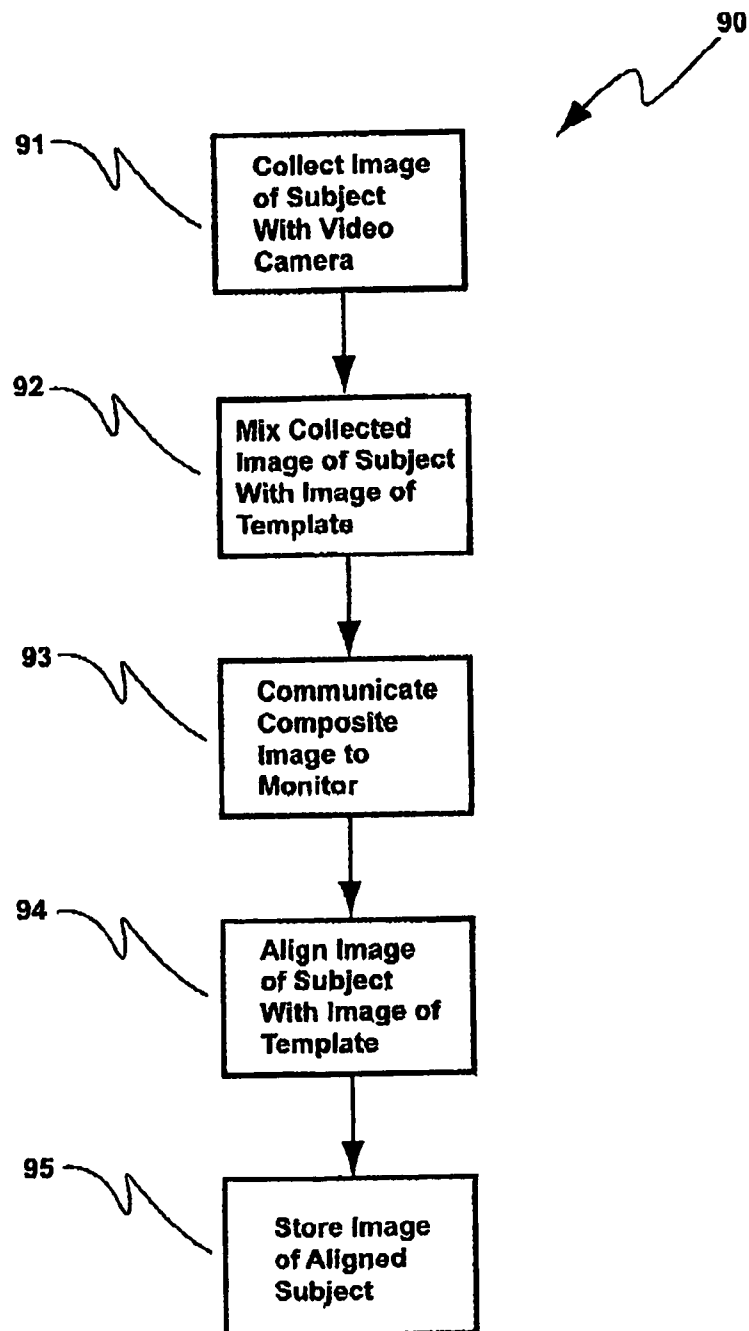 90
91
Collect Image
of Subject
With Video
Camera
92
Mix Collected
Image of Subject
With Image of
Template
93
Communicate
Composite
Image to
Monitor
94
Align Image
of Subject
With Image of
Template
95
Store Image
of Aligned
Subject